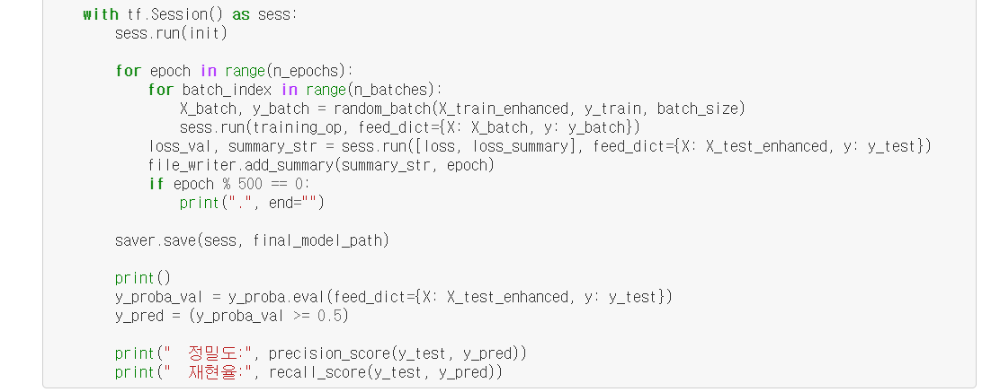 with tf.Session() as sess:
    sess.run(init)

    for epoch in range(n_epochs):
        for batch_index in range(n_batches):
            X_batch, y_batch = random_batch(X_train_enhanced, y_train, batch_size)
            sess.run(training_op, feed_dict={X: X_batch, y: y_batch})
        loss_val, summary_str = sess.run([loss, loss_summary], feed_dict={X: X_test_enhanced, y: y_test})
        file_writer.add_summary(summary_str, epoch)
        if epoch % 500 == 0:
            print(".", end="")

    saver.save(sess, final_model_path)

    print()
    y_proba_val = y_proba.eval(feed_dict={X: X_test_enhanced, y: y_test})
    y_pred = (y_proba_val >= 0.5)

    print("  정밀도:", precision_score(y_test, y_pred))
    print("  재현율:", recall_score(y_test, y_pred))